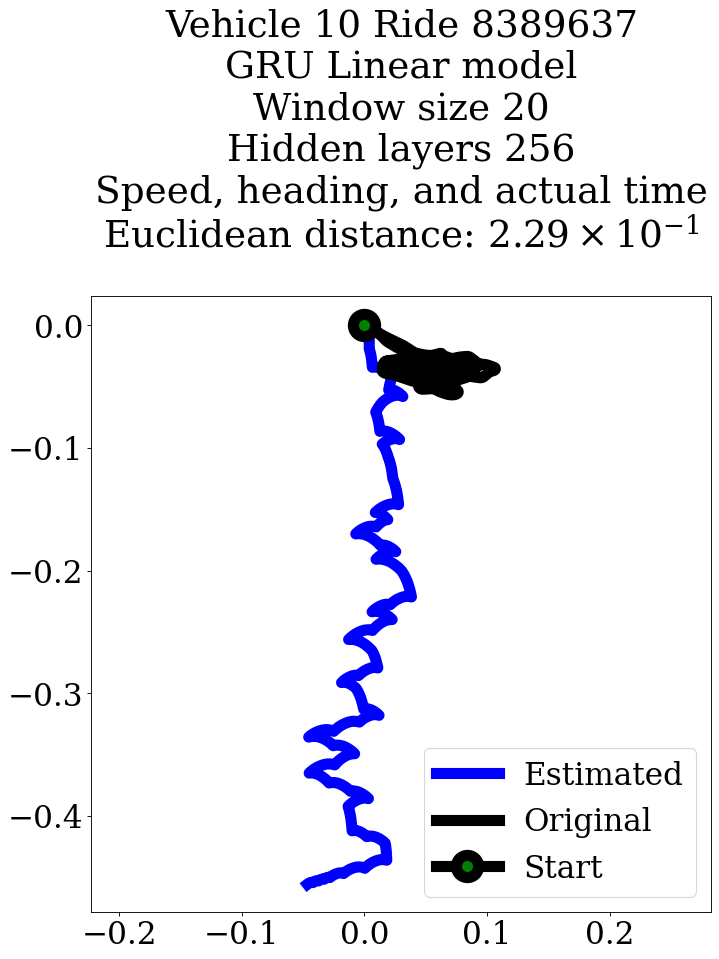 Vehicle 10 Ride 8389637
GRU Linear model
Window size 20
Hidden layers 256
Speed, heading, and actual time
Euclidean distance: 2.29 × 10⁻¹
0.0
−0.1
−0.2
−0.3
−0.4
Estimated
Original
Start
−0.2 −0.1 0.0 0.1 0.2